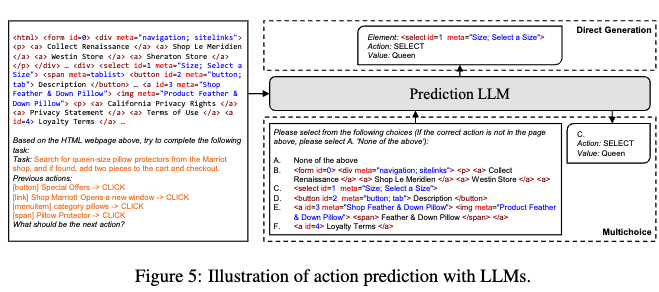 <html> <form id=0> <div meta="navigation; sitelinks">
<p> <a> Collect Renaissance </a> <a> Shop Le Meridien
</a> <a> Westin Store </a> <a> Sheraton Store </a>
</p> </div> … <div> <select id=1 meta="Size; Select a
Size"> <span meta=tablist> <button id=2 meta="button;
tab"> Description </button> … <a id=3 meta="Shop
Feather & Down Pillow"> <img meta="Product Feather &
Down Pillow"> <p> <a> California Privacy Rights </a>
<a> Privacy Statement </a> <a> Terms of Use </a> <a
id=4> Loyalty Terms </a> …
Based on the HTML webpage above, try to complete the following
task:
Task: Search for queen-size pillow protectors from the Marriot
shop, and if found, add two pieces to the cart and checkout.
Previous actions:
[button] Special Offers -> CLICK
[link] Shop Marriott Opens a new window -> CLICK
[menuitem] category pillows -> CLICK
[span] Pillow Protector -> CLICK
What should be the next action?
Element: <select id=1 meta="Size; Select a Size">
Action: SELECT
Value: Queen
Direct Generation
Prediction LLM
Please select from the following choices (If the correct action is not in the page
above, please select A. 'None of the above'):
A. None of the above
B. <form id=0> <div meta="navigation; sitelinks"> <p> <a> Collect
Renaissance </a> <a> Shop Le Meridien </a> <a> Westin Store </a> <a>
C. <select id=1 meta="Size; Select a Size">
D. <button id=2 meta="button; tab"> Description </button>
E. <a id=3 meta="Shop Feather & Down Pillow"> <img meta="Product Feather
& Down Pillow"> <span> Feather & Down Pillow </span> </a>
F. <a id=4> Loyalty Terms </a>
C.
Action: SELECT
Value: Queen
Multichoice
Figure 5: Illustration of action prediction with LLMs.